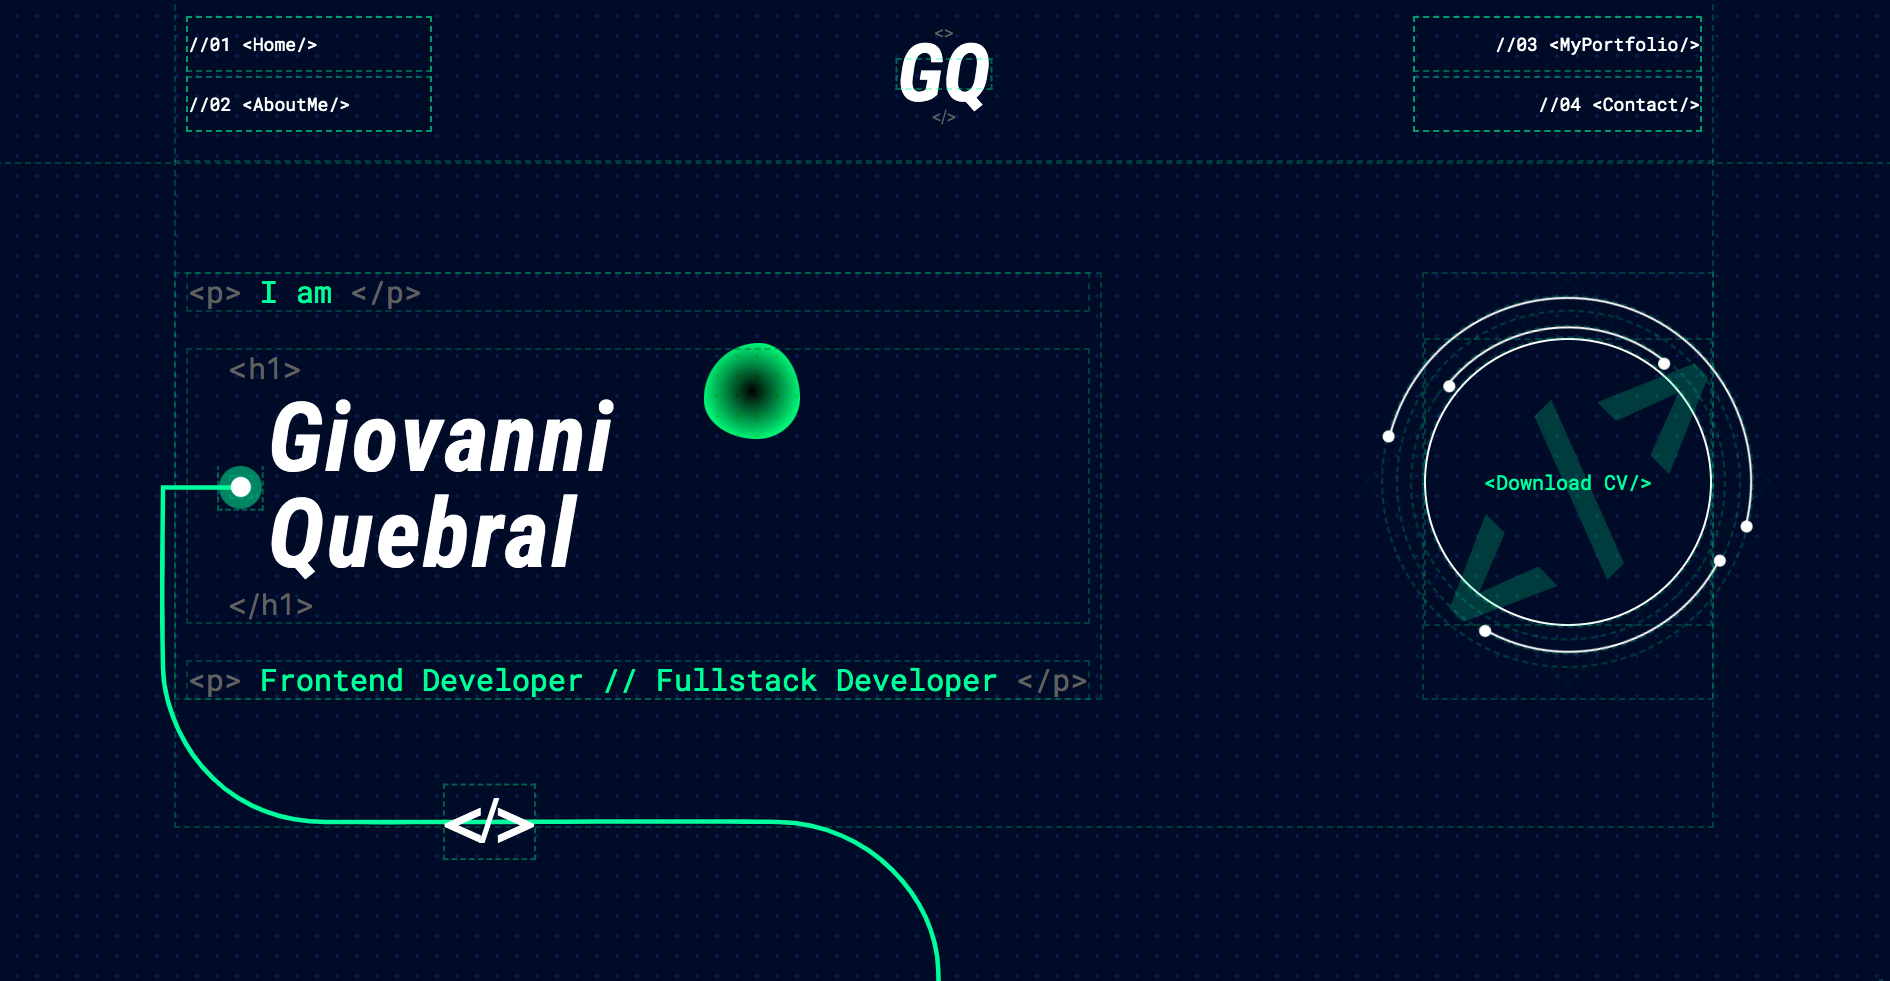 //01 <Home/>
//02 <AboutMe/>
<>
GQ
</>
//03 <MyPortfolio/>
//04 <Contact/>
<p> I am </p>
<h1>
Giovanni
Quebral
</h1>
<p> Frontend Developer // Fullstack Developer </p>
</>
<Download CV/>
</>